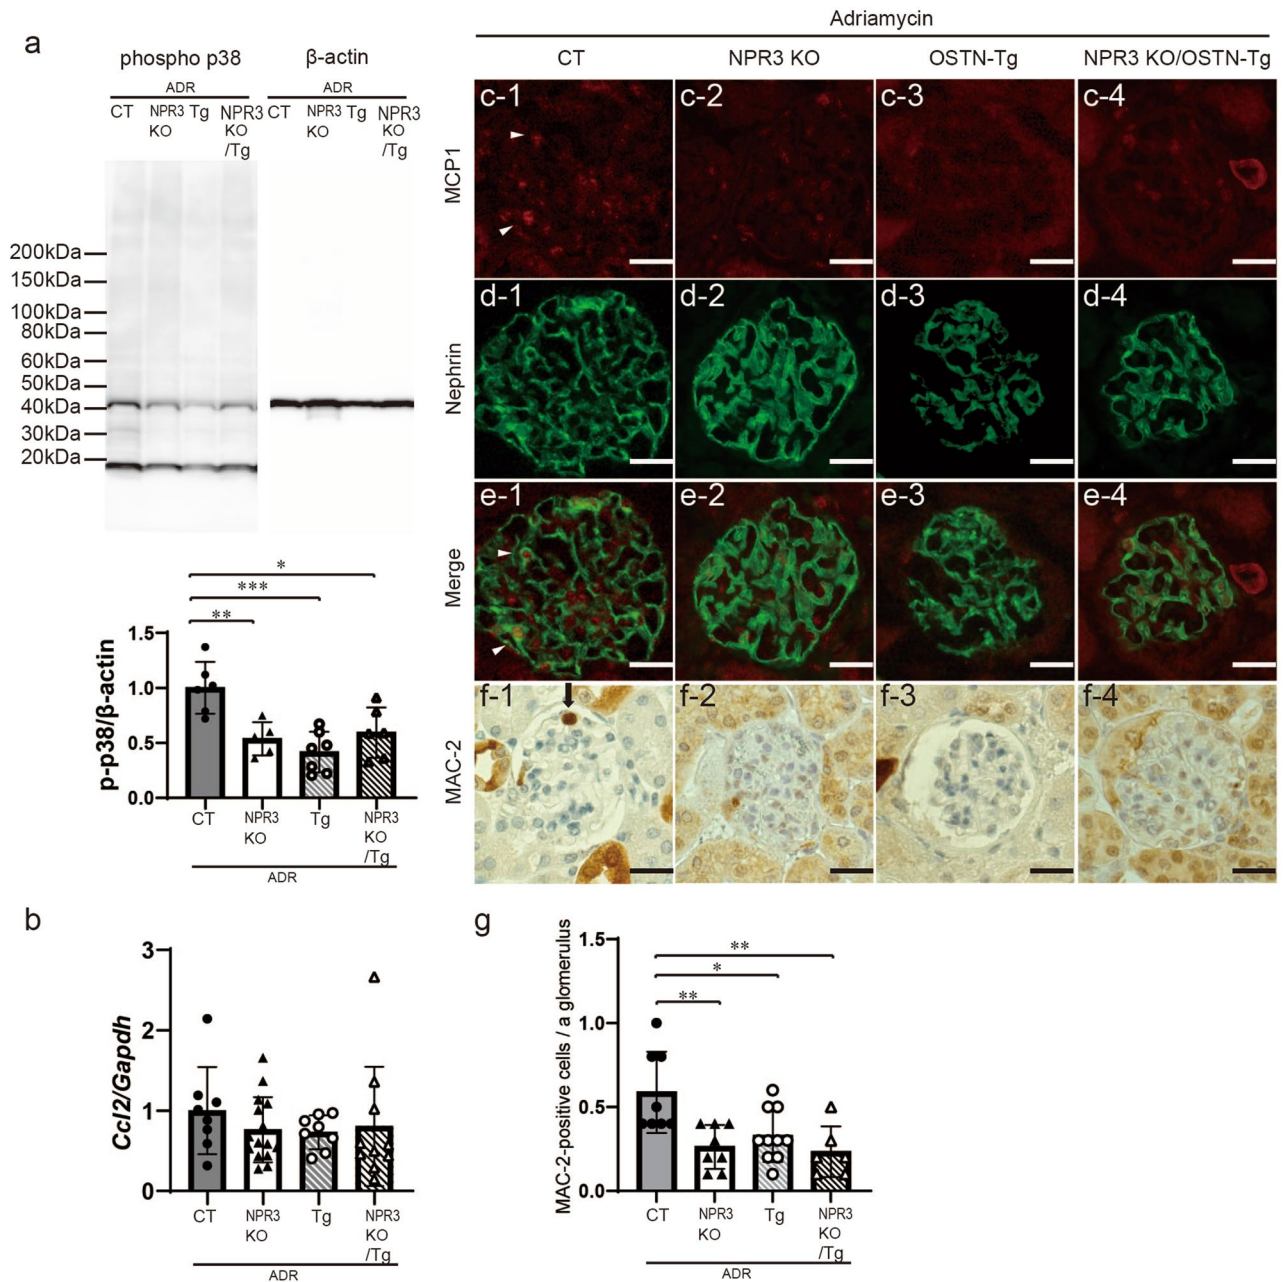 a
phospho p38
β-actin
ADR
ADR
CT NPR3 KO Tg NPR3 KO /Tg
CT NPR3 KO Tg NPR3 KO /Tg
200kDa
150kDa
100kDa
80kDa
60kDa
50kDa
40kDa
30kDa
20kDa
*
***
**
p-p38/β-actin
1.5
1.0
0.5
0.0
CT NPR3 KO Tg NPR3 KO /Tg
ADR
b
Ccl2/Gapdh
3
2
1
0
CT NPR3 KO Tg NPR3 KO /Tg
ADR
Adriamycin
CT NPR3 KO OSTN-Tg NPR3 KO/OSTN-Tg
MCP1
c-1 c-2 c-3 c-4
Nephrin
d-1 d-2 d-3 d-4
Merge
e-1 e-2 e-3 e-4
MAC-2
f-1 f-2 f-3 f-4
g
MAC-2-positive cells / a glomerulus
1.5
1.0
0.5
0.0
**
*
**
CT NPR3 KO Tg NPR3 KO /Tg
ADR